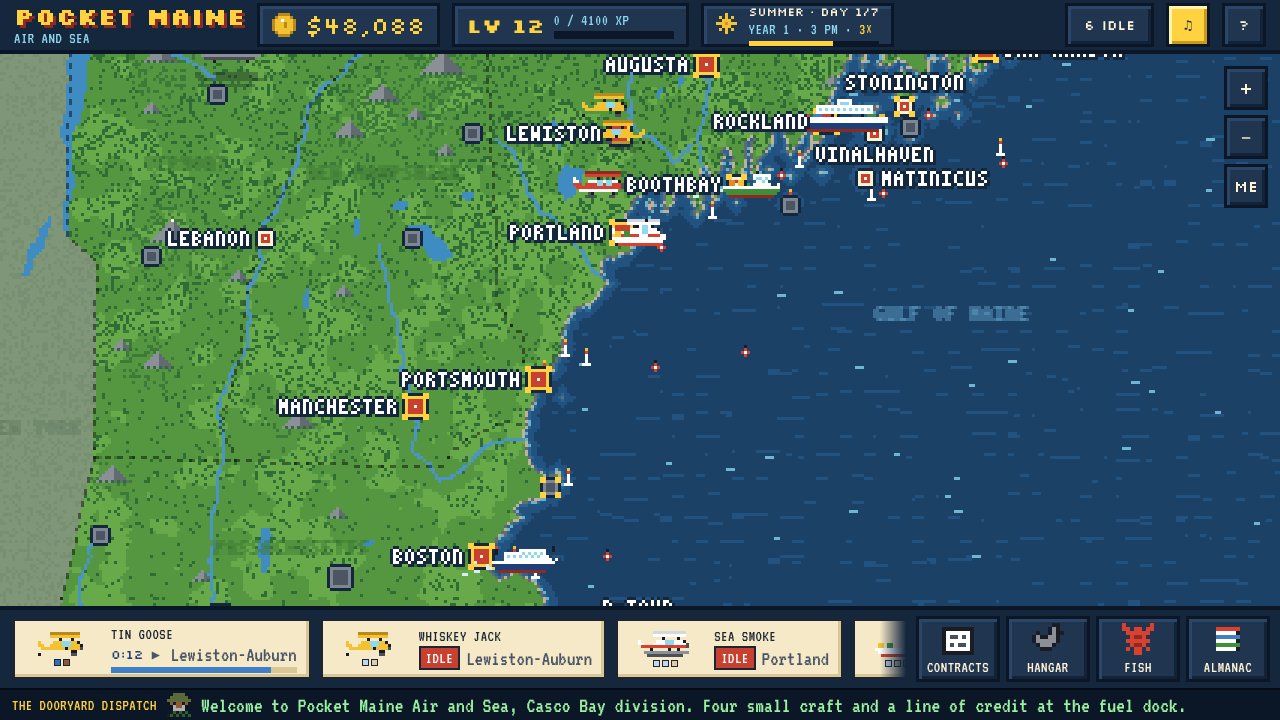 POCKET MAINE
AIR AND SEA
$48,088
LV 12
0 / 4100 XP
SUMMER · DAY 1/7
YEAR 1 · 3 PM · 3X
6 IDLE
♫
?
+
−
ME
AUGUSTA
STONINGTON
LEWISTON
ROCKLAND
VINALHAVEN
BOOTHBAY
MATINICUS
PORTLAND
LEBANON
GULF OF MAINE
PORTSMOUTH
MANCHESTER
BOSTON
TIN GOOSE
0:12 ▶ Lewiston-Auburn
WHISKEY JACK
IDLE Lewiston-Auburn
SEA SMOKE
IDLE Portland
CONTRACTS
HANGAR
FISH
ALMANAC
THE DOORYARD DISPATCH
Welcome to Pocket Maine Air and Sea, Casco Bay division. Four small craft and a line of credit at the fuel dock.